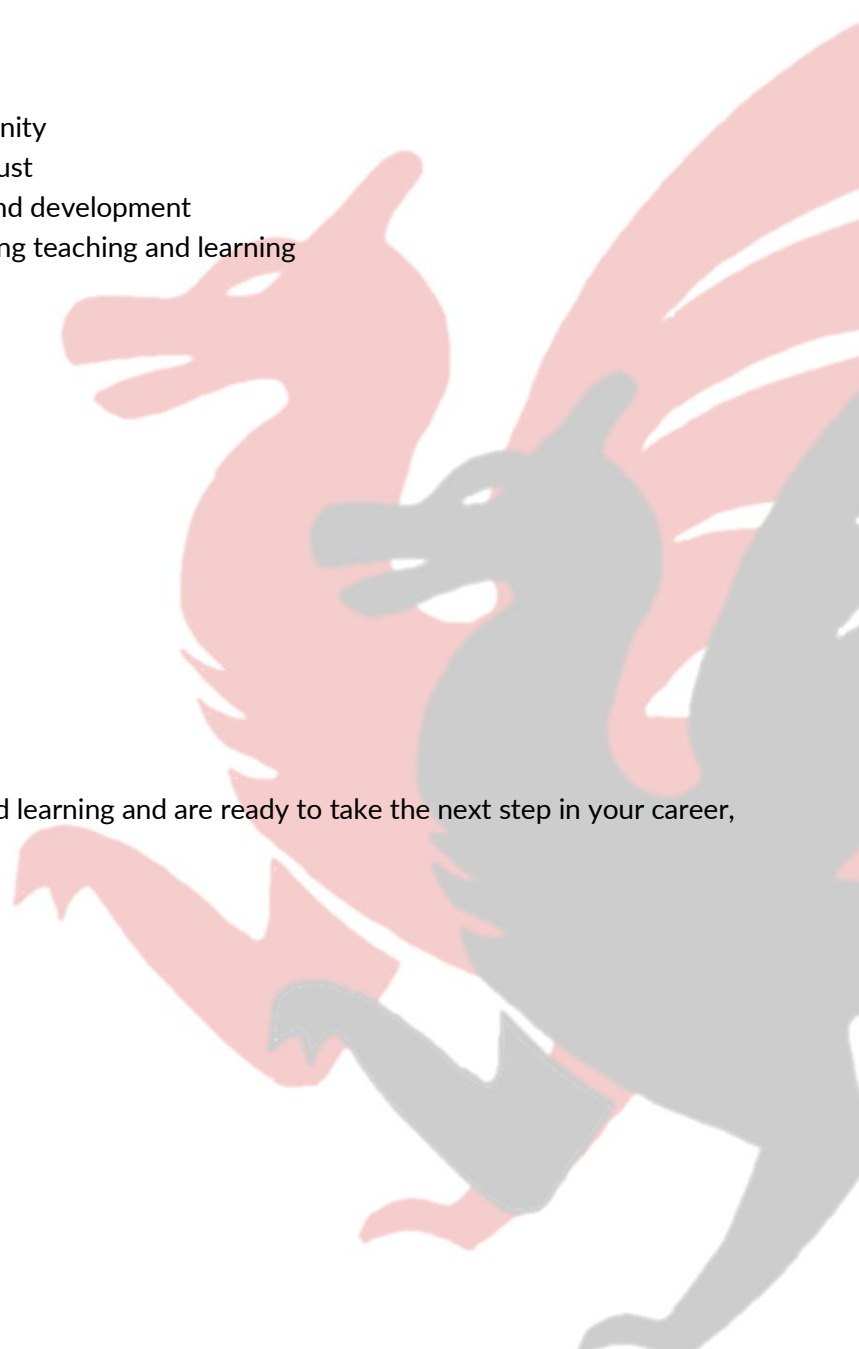 nity
ust
nd development
ng teaching and learning
d learning and are ready to take the next step in your career,